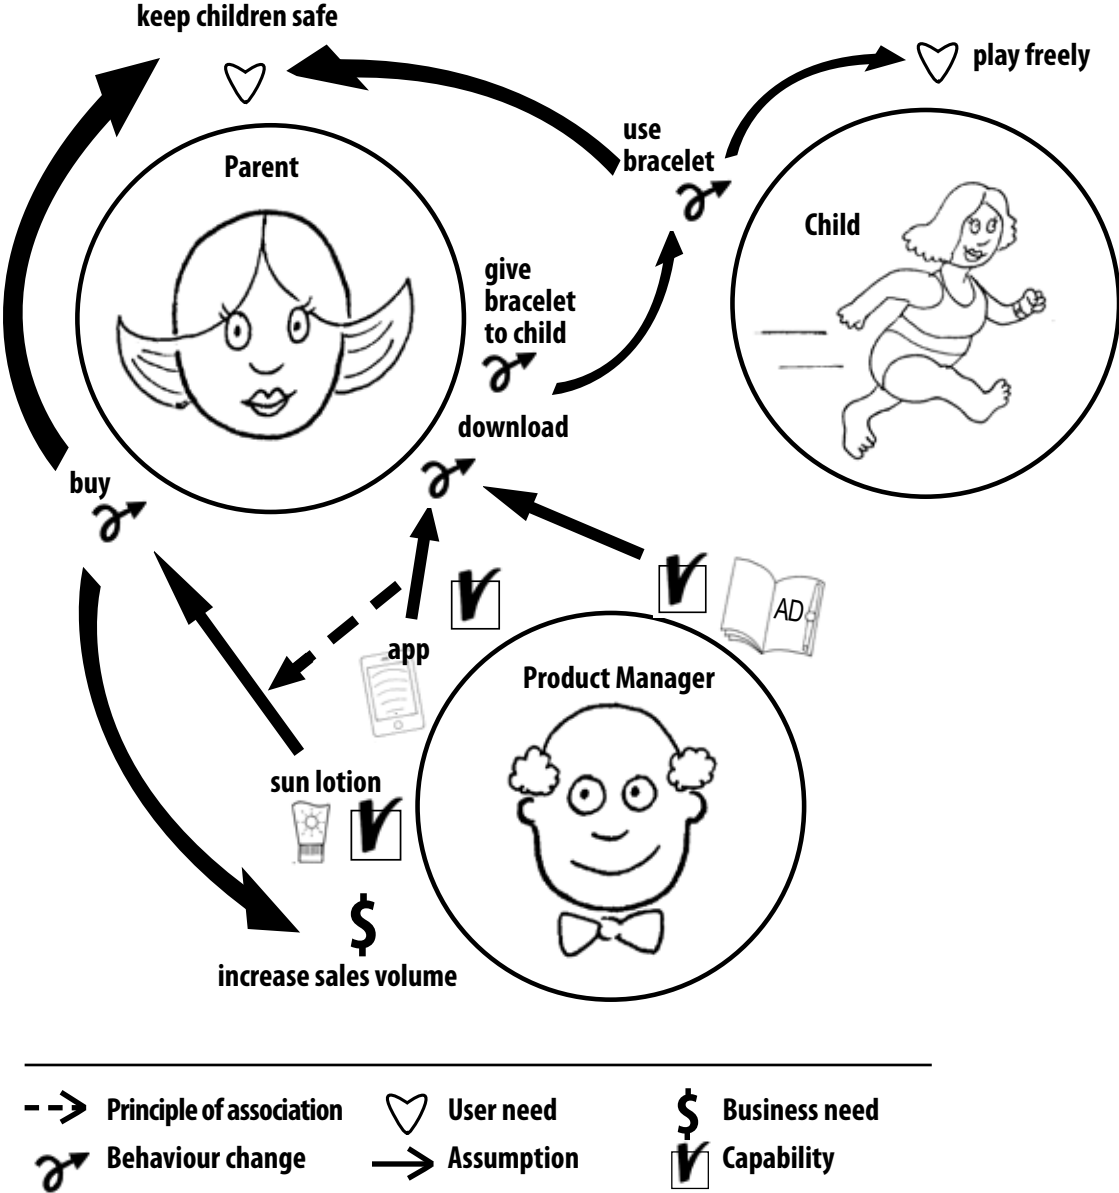 keep children safe
play freely
use
bracelet
Parent
Child
give
bracelet
to child
download
buy
AD
app
Product Manager
sun lotion
$
increase sales volume
Principle of association
User need
$ Business need
Behaviour change
Assumption
Capability